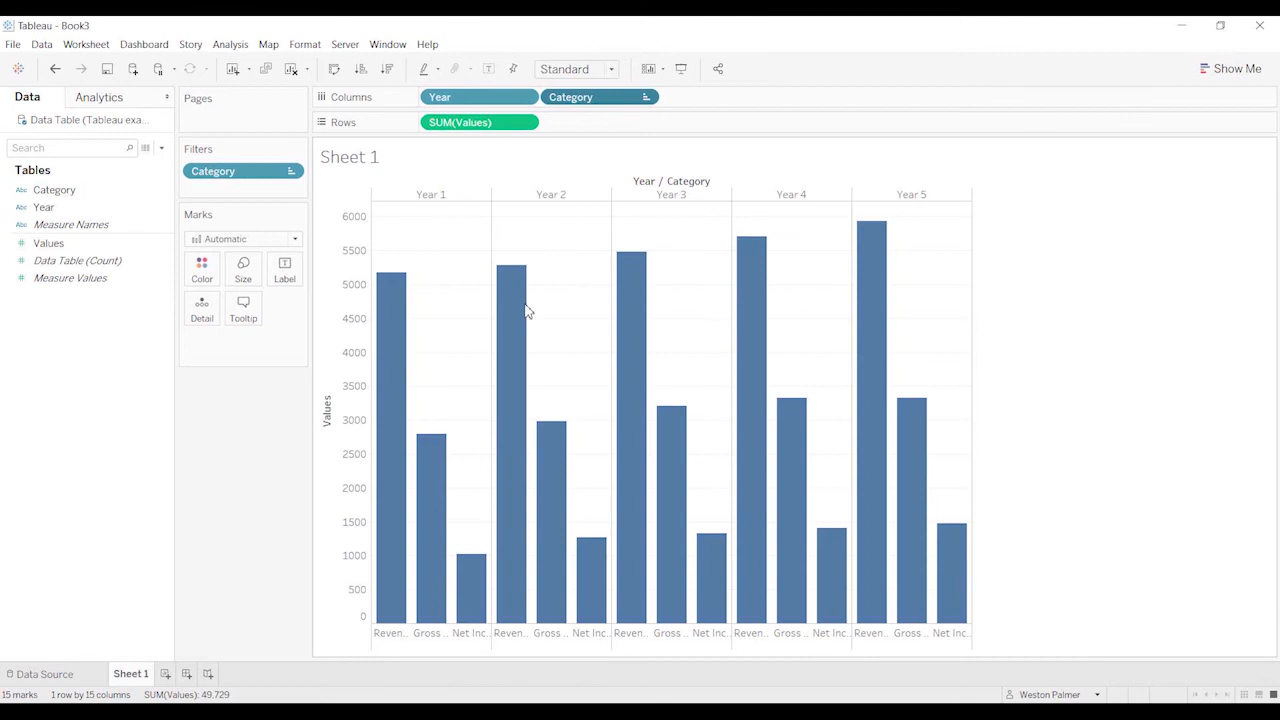 Tableau - Book3
File Data Worksheet Dashboard Story Analysis Map Format Server Window Help
Standard
Show Me
Data Analytics
Data Table (Tableau exa...
Search
Tables
Abc Category
Abc Year
Abc Measure Names
# Values
# Data Table (Count)
# Measure Values
Pages
Filters
Category
Marks
Automatic
Color Size Label
Detail Tooltip
Columns Year Category
Rows SUM(Values)
Sheet 1
Year / Category
Year 1 Year 2 Year 3 Year 4 Year 5
Values
6000
5500
5000
4500
4000
3500
3000
2500
2000
1500
1000
500
0
Reven.. Gross .. Net Inc.. Reven.. Gross .. Net Inc.. Reven.. Gross .. Net Inc.. Reven.. Gross .. Net Inc.. Reven.. Gross .. Net Inc..
Data Source Sheet 1
15 marks 1 row by 15 columns SUM(Values): 49.729
Weston Palmer